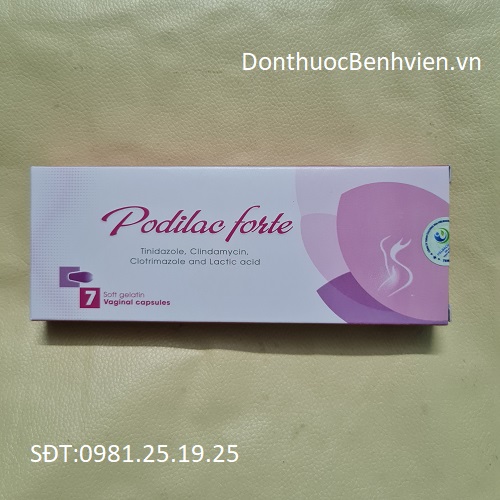 DonthuocBenhvien.vn
Podilac forte
Tinidazole, Clindamycin,
Clotrimazole and Lactic acid
7
Soft gelatin
Vaginal capsules
SĐT:0981.25.19.25